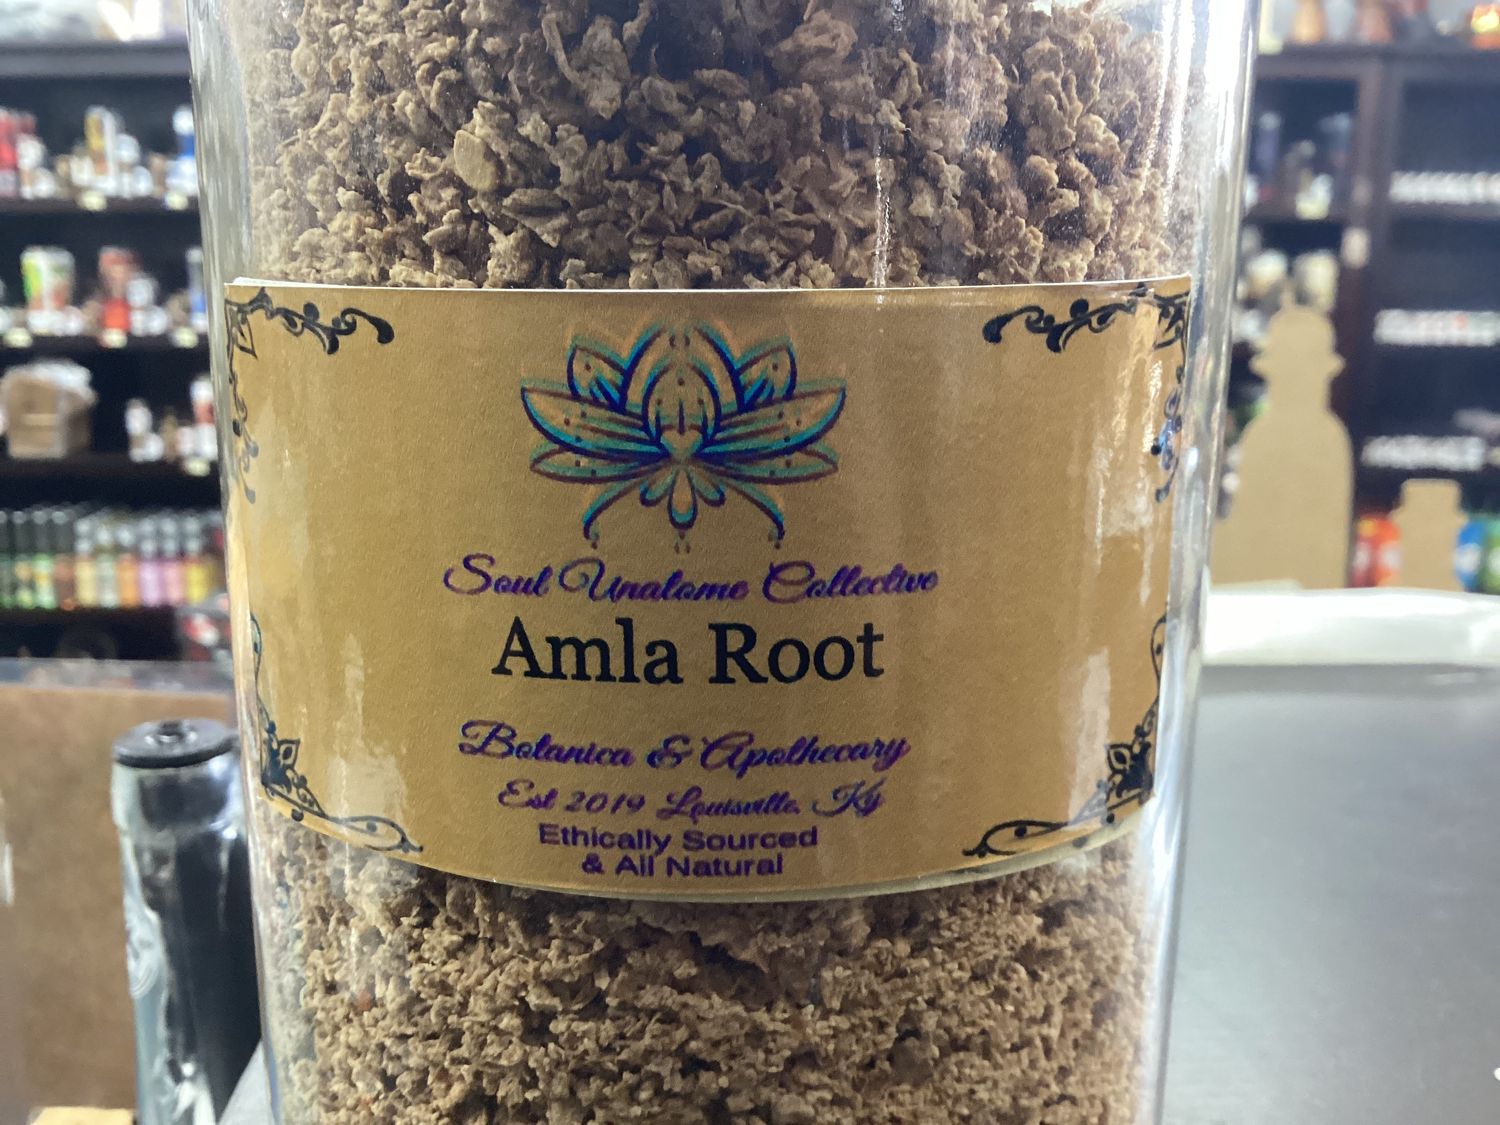 Soul Unalome Collective
Amla Root
Botanica & Apothecary
Est 2019 Louisville, Ky
Ethically Sourced
& All Natural